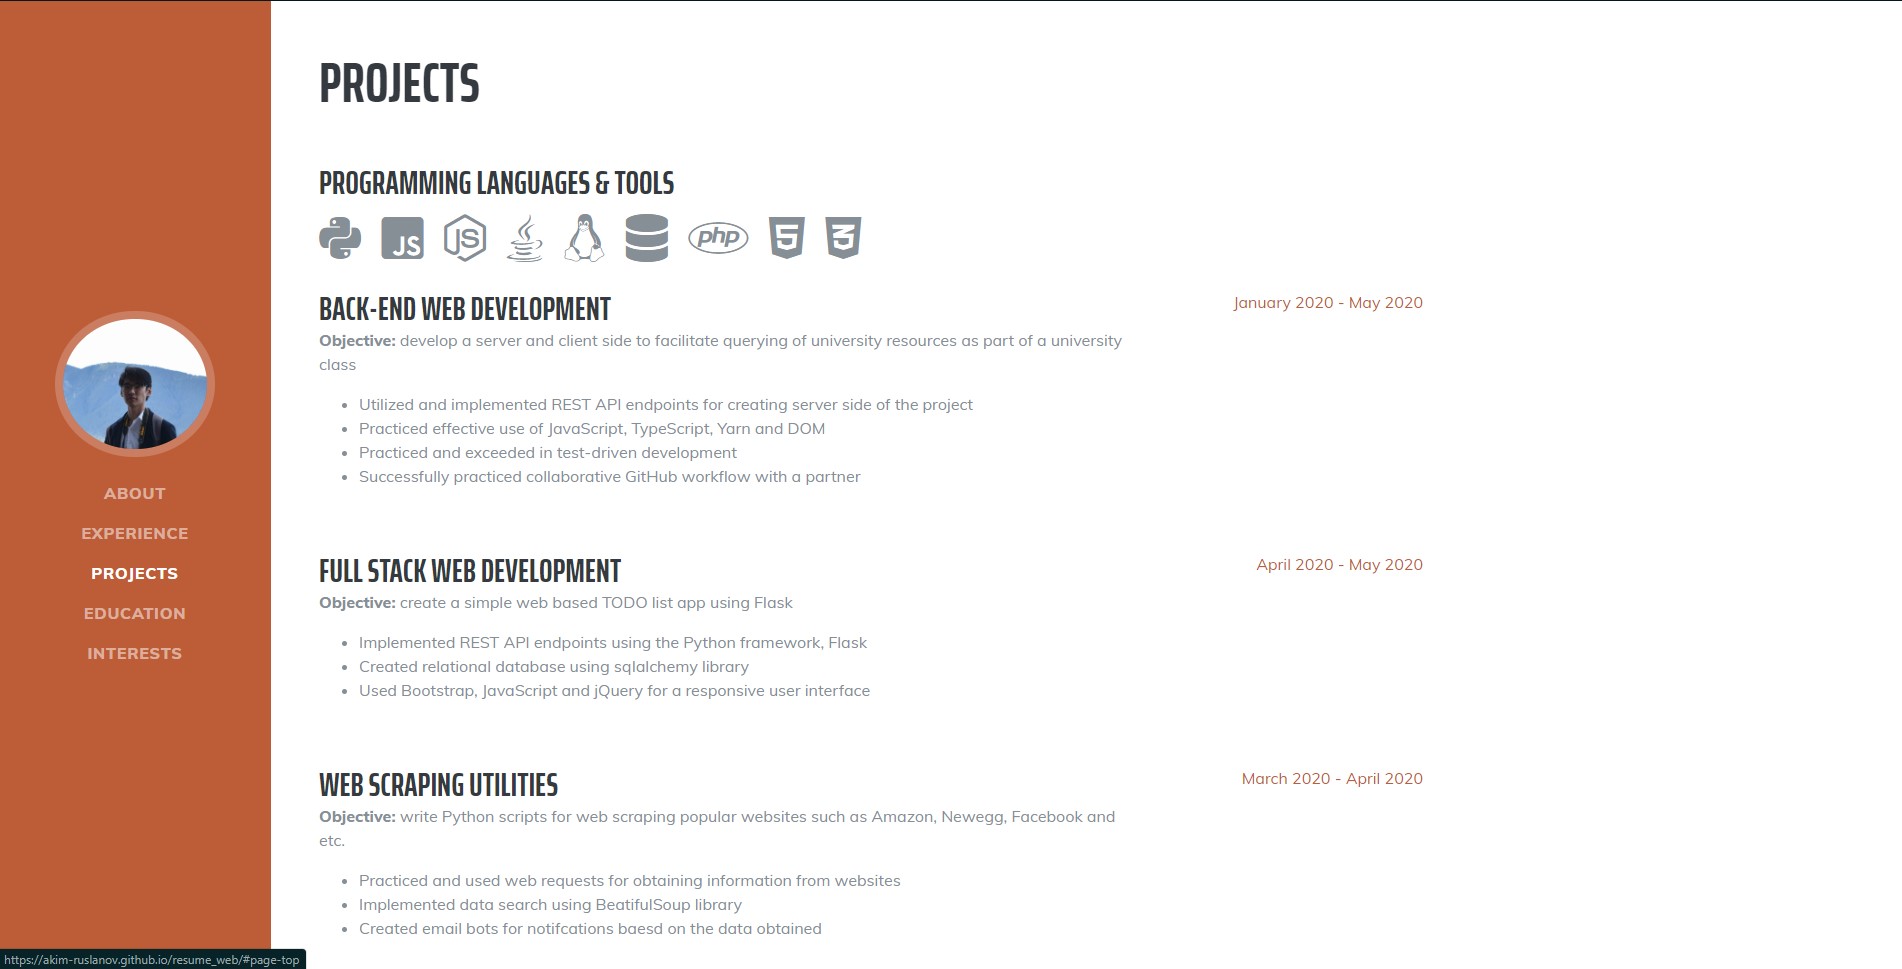 PROJECTS
PROGRAMMING LANGUAGES & TOOLS
JS
JS
php
5
3
BACK-END WEB DEVELOPMENT
January 2020 - May 2020
Objective: develop a server and client side to facilitate querying of university resources as part of a university
class
• Utilized and implemented REST API endpoints for creating server side of the project
• Practiced effective use of JavaScript, TypeScript, Yarn and DOM
• Practiced and exceeded in test-driven development
• Successfully practiced collaborative GitHub workflow with a partner
ABOUT
EXPERIENCE
PROJECTS
EDUCATION
INTERESTS
FULL STACK WEB DEVELOPMENT
April 2020 - May 2020
Objective: create a simple web based TODO list app using Flask
• Implemented REST API endpoints using the Python framework, Flask
• Created relational database using sqlalchemy library
• Used Bootstrap, JavaScript and jQuery for a responsive user interface
WEB SCRAPING UTILITIES
March 2020 - April 2020
Objective: write Python scripts for web scraping popular websites such as Amazon, Newegg, Facebook and
etc.
• Practiced and used web requests for obtaining information from websites
• Implemented data search using BeatifulSoup library
• Created email bots for notifcations baesd on the data obtained
https://akim-ruslanov.github.io/resume_web/#page-top